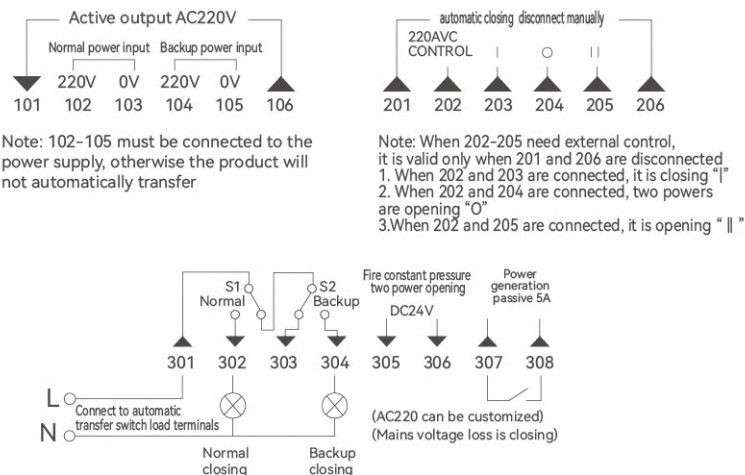 Active output AC220V
Normal power input Backup power input
220V 0V 220V 0V
101 102 103 104 105 106
Note: 102-105 must be connected to the
power supply, otherwise the product will
not automatically transfer
automatic closing disconnect manually
220AVC
CONTROL | O ||
201 202 203 204 205 206
Note: When 202-205 need external control,
it is valid only when 201 and 206 are disconnected
1. When 202 and 203 are connected, it is closing "|"
2. When 202 and 204 are connected, two powers
are opening "O"
3.When 202 and 205 are connected, it is opening " || "
S1
Normal
S2
Backup
Fire constant pressure
two power opening
DC24V
Power
generation
passive 5A
301 302 303 304 305 306 307 308
L
N
Connect to automatic
transfer switch load terminals
Normal
closing
Backup
closing
(AC220 can be customized)
(Mains voltage loss is closing)